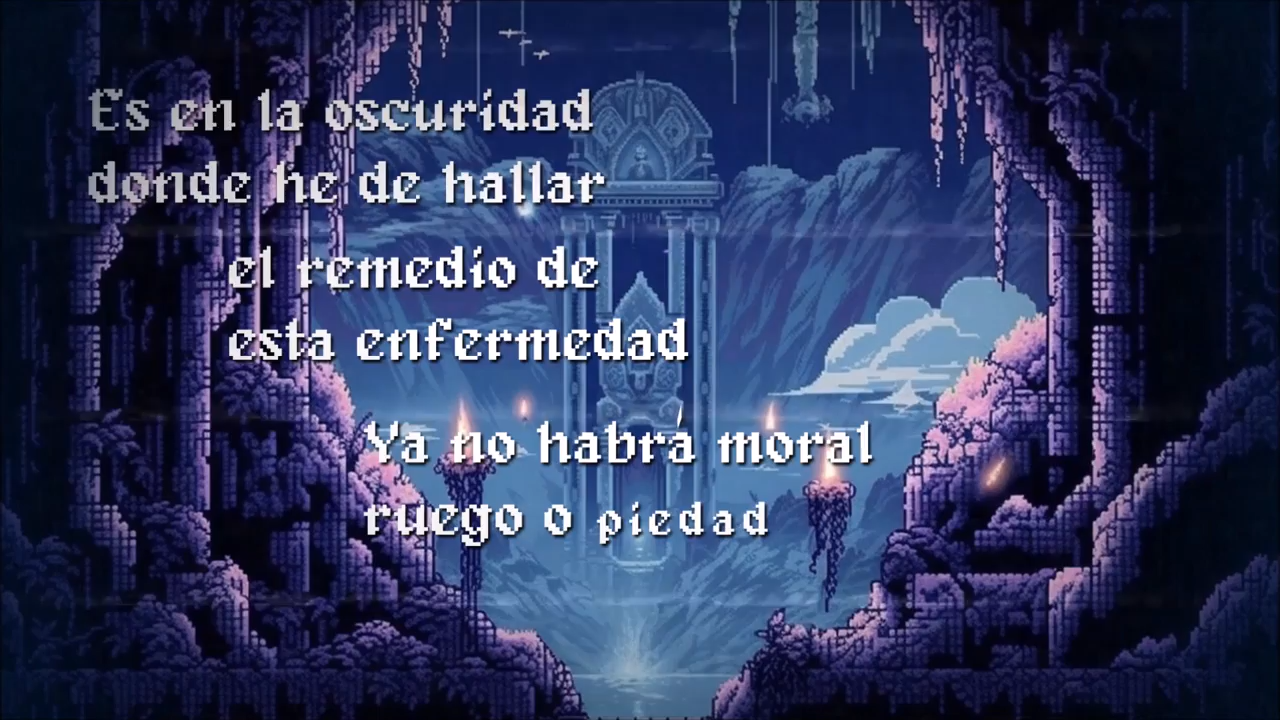 Es en la oscuridad
donde he de hallar
el remedio de
esta enfermedad
Ya no habrá moral
ruego o piedad